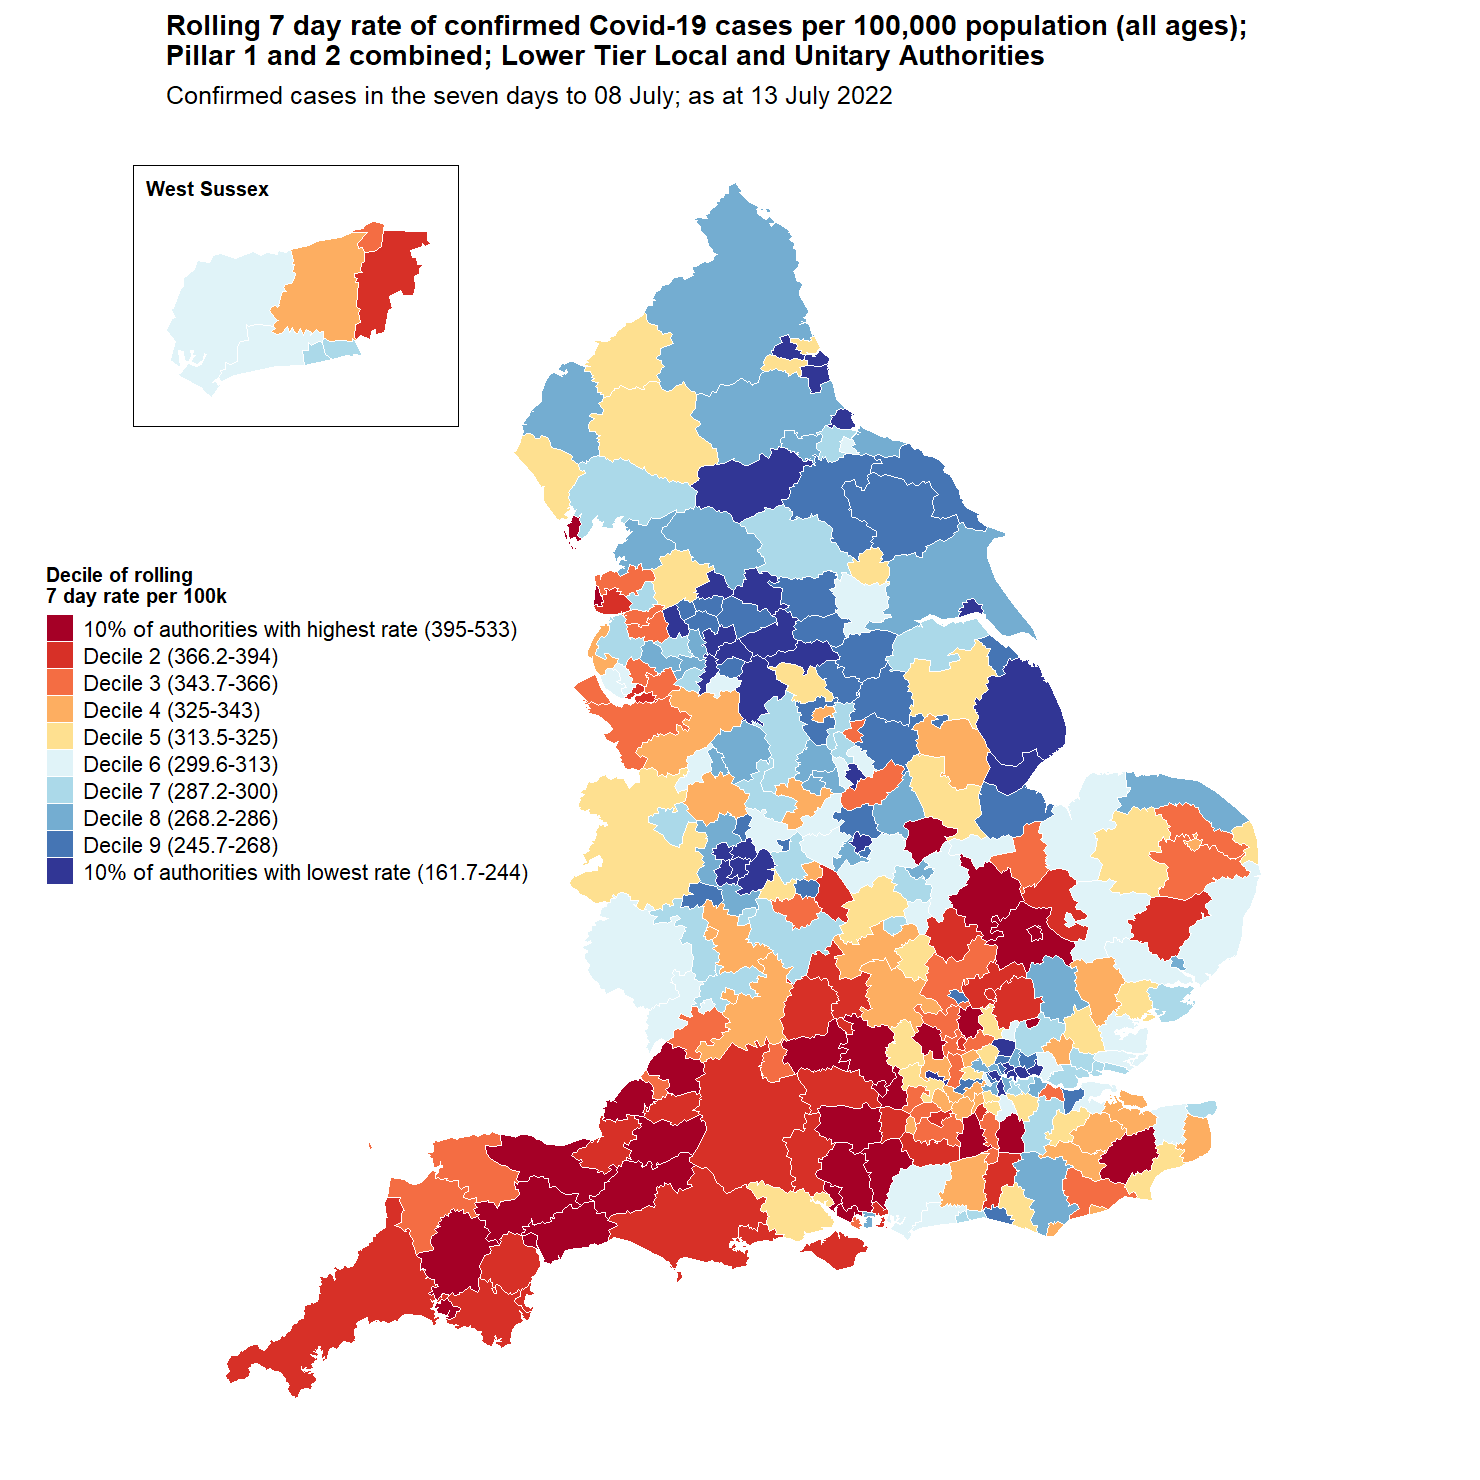 Rolling 7 day rate of confirmed Covid-19 cases per 100,000 population (all ages);
Pillar 1 and 2 combined; Lower Tier Local and Unitary Authorities
Confirmed cases in the seven days to 08 July; as at 13 July 2022
West Sussex
Decile of rolling
7 day rate per 100k
10% of authorities with highest rate (395-533)
Decile 2 (366.2-394)
Decile 3 (343.7-366)
Decile 4 (325-343)
Decile 5 (313.5-325)
Decile 6 (299.6-313)
Decile 7 (287.2-300)
Decile 8 (268.2-286)
Decile 9 (245.7-268)
10% of authorities with lowest rate (161.7-244)